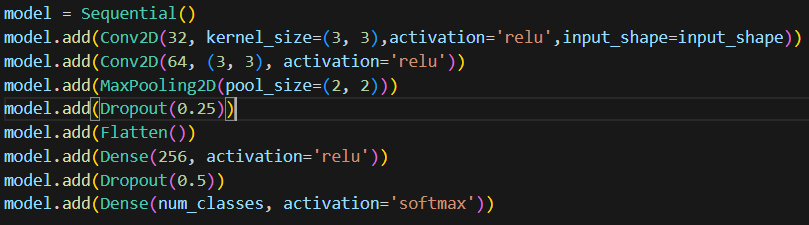 model = Sequential()
model.add(Conv2D(32, kernel_size=(3, 3),activation='relu',input_shape=input_shape))
model.add(Conv2D(64, (3, 3), activation='relu'))
model.add(MaxPooling2D(pool_size=(2, 2)))
model.add(Dropout(0.25))
model.add(Flatten())
model.add(Dense(256, activation='relu'))
model.add(Dropout(0.5))
model.add(Dense(num_classes, activation='softmax'))